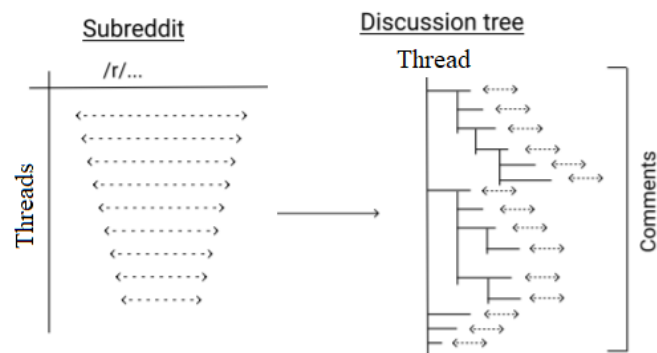 Subreddit
/r/...
Threads
Discussion tree
Thread
Comments